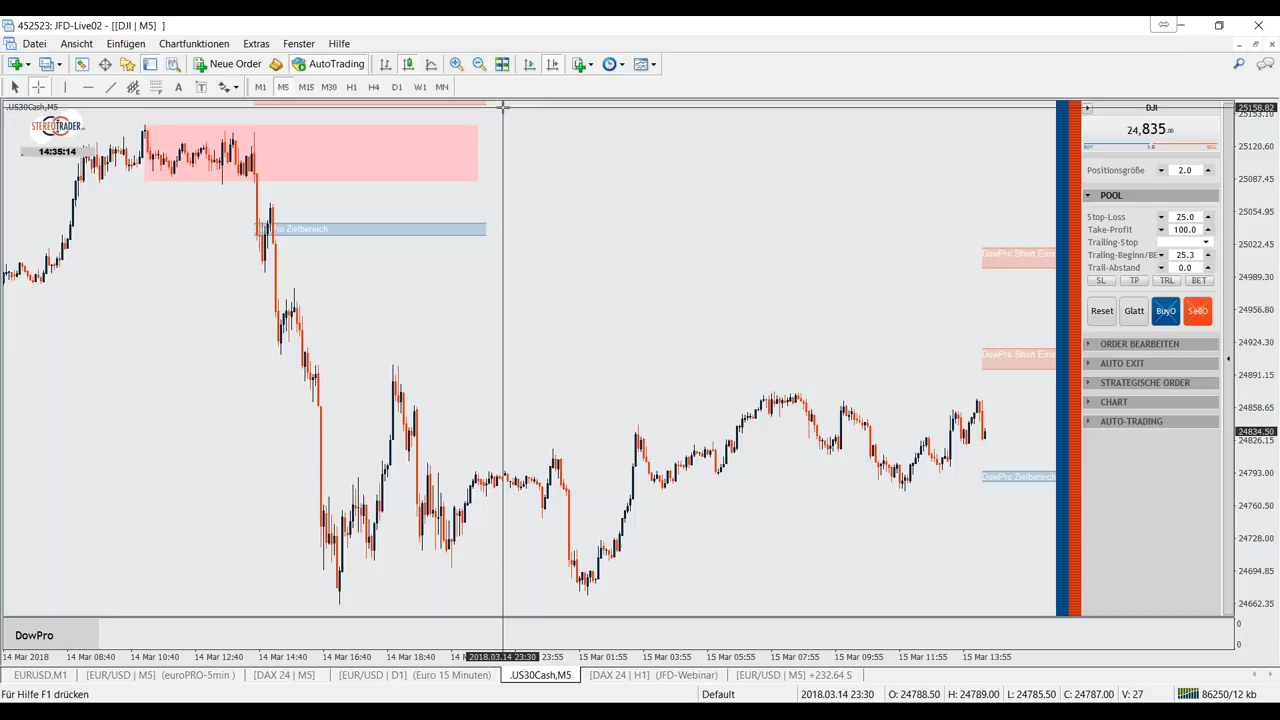 452523: JFD-Live02 - [[DJI | M5] ]
Datei Ansicht Einfügen Chartfunktionen Extras Fenster Hilfe
Neue Order AutoTrading
A T M1 M5 M15 M30 H1 H4 D1 W1 MN
.US30Cash,M5
STEREOTRADER
14:35:14
Pro Zielbereich
DowPro Short Eins
DowPro Short Eins
DowPro Zielbereich
25158.82
25153.10
25120.60
25087.45
25054.95
25022.45
24989.30
24956.80
24924.30
24891.15
24858.65
24834.50
24826.15
24793.00
24760.50
24728.00
24694.85
24662.35
0
0
DJI
24,835.00
BUY 1.0 SELL
Positionsgröße 2.0
POOL
Stop-Loss 25.0
Take-Profit 100.0
Trailing-Stop
Traling-Beginn/BE 25.3
Trail-Abstand 0.0
SL TP TRL BET
Reset Glatt BuyO SellO
ORDER BEARBEITEN
AUTO EXIT
STRATEGISCHE ORDER
CHART
AUTO-TRADING
DowPro
14 Mar 2018 14 Mar 08:40 14 Mar 10:40 14 Mar 12:40 14 Mar 14:40 14 Mar 16:40 14 Mar 18:40 14 M 2018.03.14 23:30 23:55 15 Mar 01:55 15 Mar 03:55 15 Mar 05:55 15 Mar 07:55 15 Mar 09:55 15 Mar 11:55 15 Mar 13:55
EURUSD,M1 [EUR/USD | M5] (euroPRO-5min ) [DAX 24 | M5] [EUR/USD | D1] (Euro 15 Minuten) .US30Cash,M5 [DAX 24 | H1] (JFD-Webinar) [EUR/USD | M5] +232.64 S
Für Hilfe F1 drücken Default 2018.03.14 23:30 O: 24788.50 H: 24789.00 L: 24785.50 C: 24787.00 V: 27 86250/12 kb